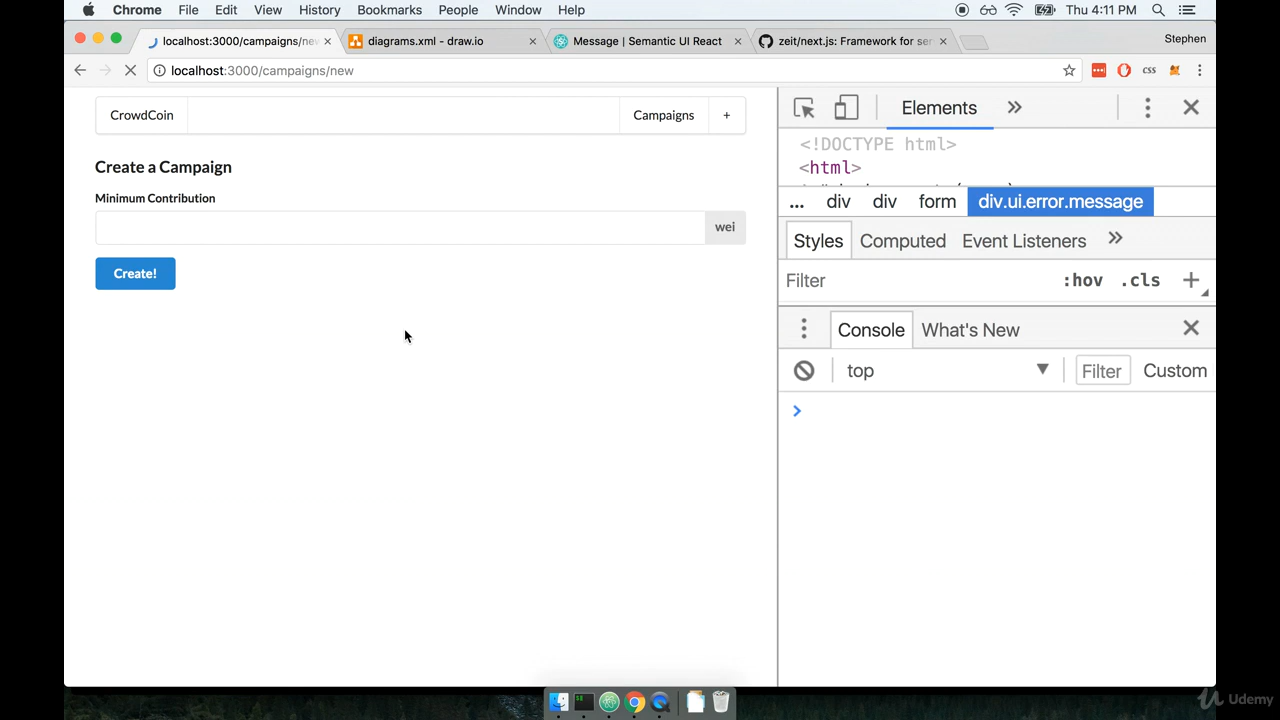 Chrome File Edit View History Bookmarks People Window Help Thu 4:11 PM
localhost:3000/campaigns/new diagrams.xml - draw.io Message | Semantic UI React zeit/next.js: Framework for ser Stephen
localhost:3000/campaigns/new CSS
CrowdCoin Campaigns +
Create a Campaign
Minimum Contribution
wei
Create!
Elements
<!DOCTYPE html>
<html>
... div div form div.ui.error.message
Styles Computed Event Listeners
Filter :hov .cls +
Console What's New
top Filter Custom
Udemy